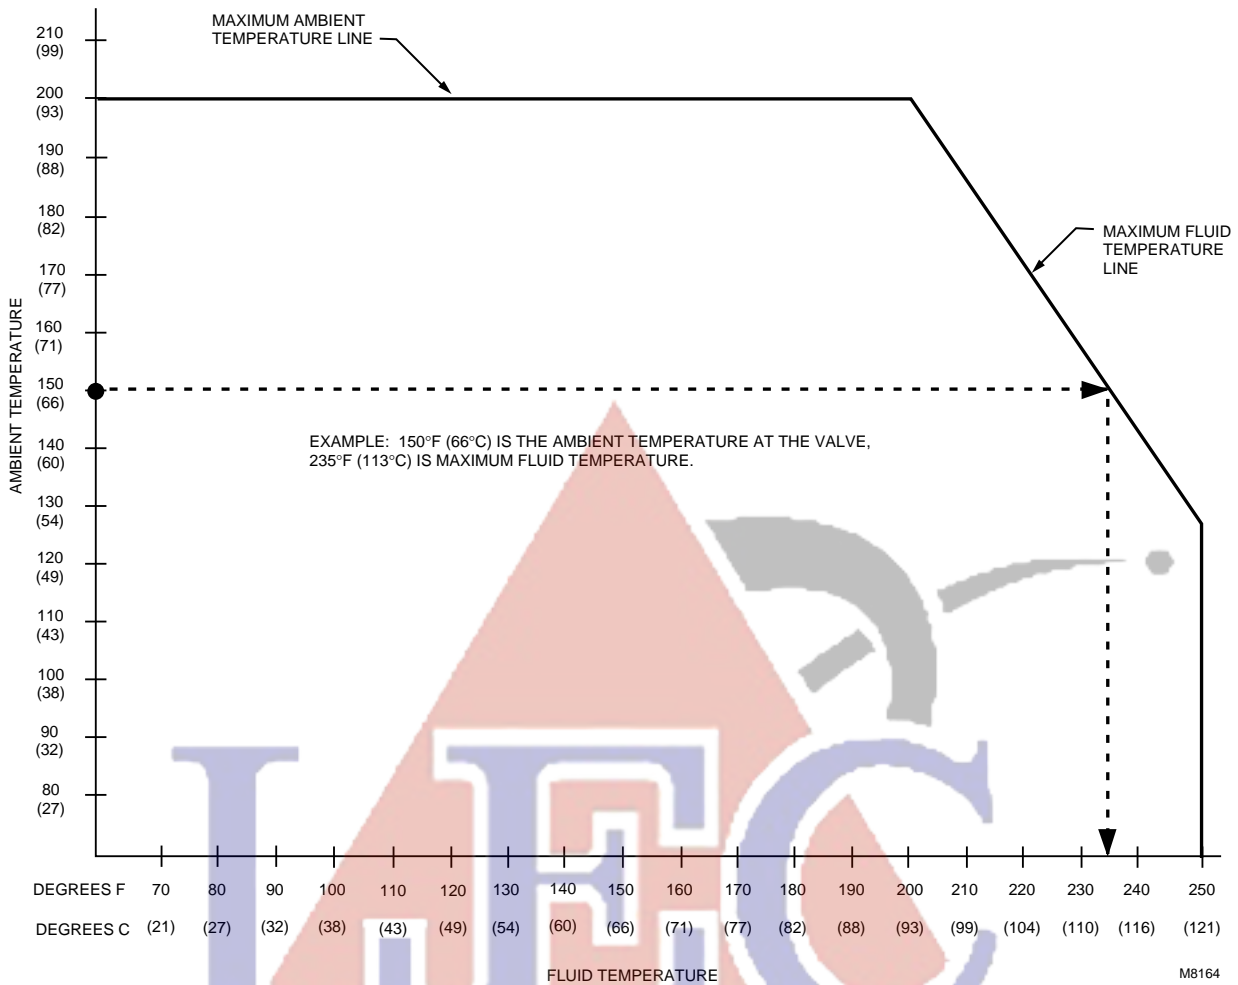 MAXIMUM AMBIENT
TEMPERATURE LINE
210
(99)
200
(93)
190
(88)
180
(82)
170
(77)
160
(71)
150
(66)
140
(60)
130
(54)
120
(49)
110
(43)
100
(38)
90
(32)
80
(27)
AMBIENT TEMPERATURE
MAXIMUM FLUID
TEMPERATURE
LINE
EXAMPLE: 150°F (66°C) IS THE AMBIENT TEMPERATURE AT THE VALVE,
235°F (113°C) IS MAXIMUM FLUID TEMPERATURE.
DEGREES F 70 80 90 100 110 120 130 140 150 160 170 180 190 200 210 220 230 240 250
DEGREES C (21) (27) (32) (38) (43) (49) (54) (60) (66) (71) (77) (82) (88) (93) (99) (104) (110) (116) (121)
FLUID TEMPERATURE
M8164